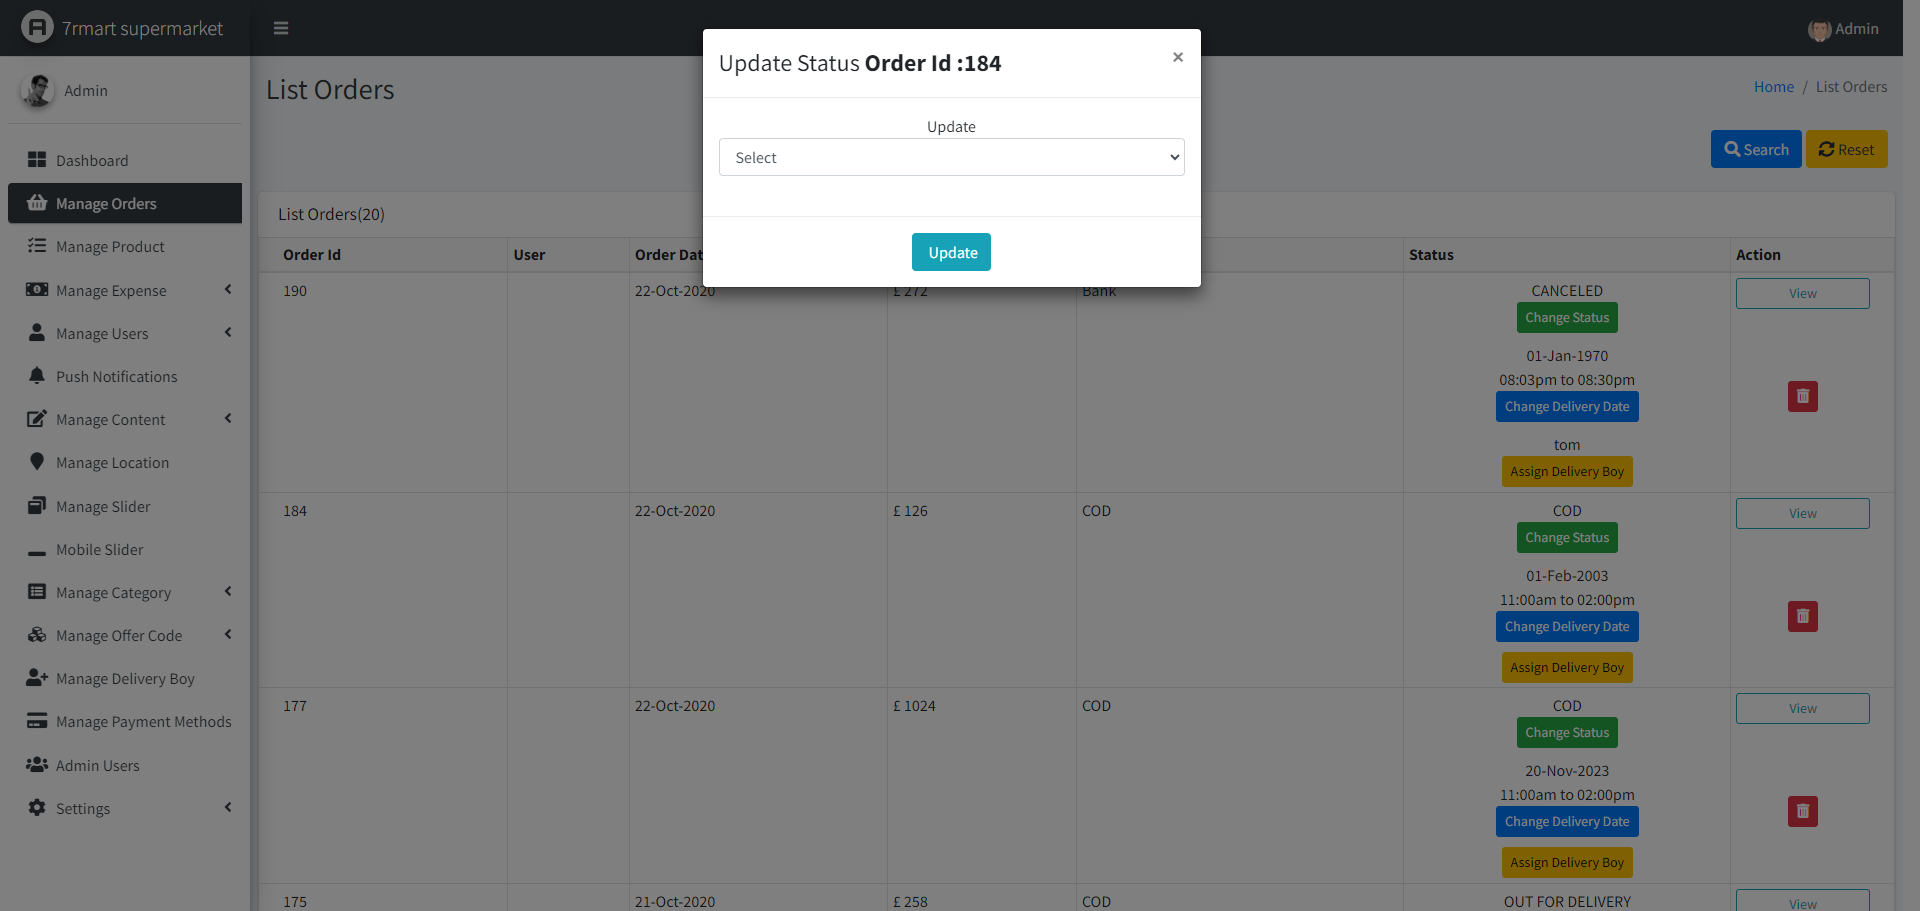 7rmart supermarket
Admin
Update Status Order Id :184
×
Update
Select
Update
Admin
List Orders
Home / List Orders
Search
Reset
Dashboard
Manage Orders
Manage Product
Manage Expense
Manage Users
Push Notifications
Manage Content
Manage Location
Manage Slider
Mobile Slider
Manage Category
Manage Offer Code
Manage Delivery Boy
Manage Payment Methods
Admin Users
Settings
List Orders(20)
Order Id User Order Dat Status Action
190 22-Oct-2020 £ 272 Bank CANCELED View
Change Status
01-Jan-1970
08:03pm to 08:30pm
Change Delivery Date
tom
Assign Delivery Boy
184 22-Oct-2020 £ 126 COD COD View
Change Status
01-Feb-2003
11:00am to 02:00pm
Change Delivery Date
Assign Delivery Boy
177 22-Oct-2020 £ 1024 COD COD View
Change Status
20-Nov-2023
11:00am to 02:00pm
Change Delivery Date
Assign Delivery Boy
175 21-Oct-2020 £ 258 COD OUT FOR DELIVERY View